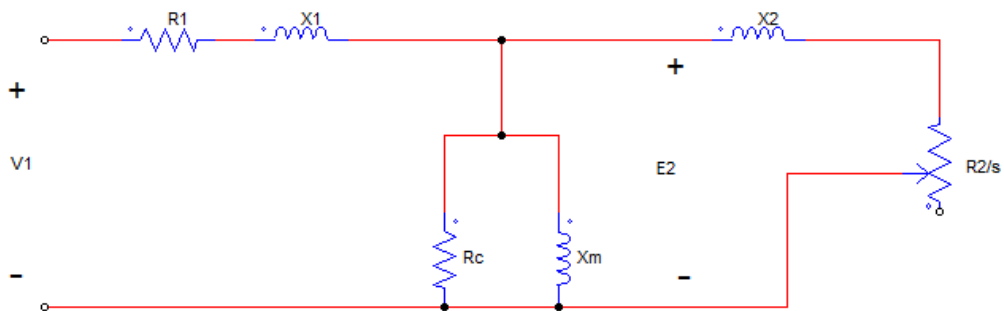 R1
X1
X2
+
+
V1
E2
R2/s
Rc
Xm
-
-